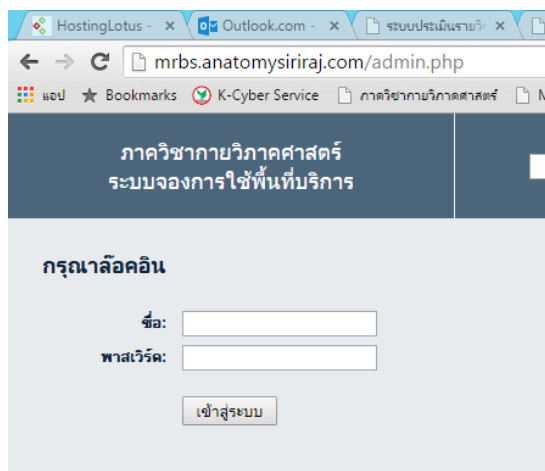 HostingLotus -
Outlook.com -
ระบบประเมินรายวิ
mrbs.anatomysiriraj.com/admin.php
แอป
Bookmarks
K-Cyber Service
ภาควิชากายวิภาคศาสตร์
ภาควิชากายวิภาคศาสตร์
ระบบจองการใช้พื้นที่บริการ
กรุณาล๊อคอิน
ชื่อ:
พาสเวิร์ด:
เข้าสู่ระบบ